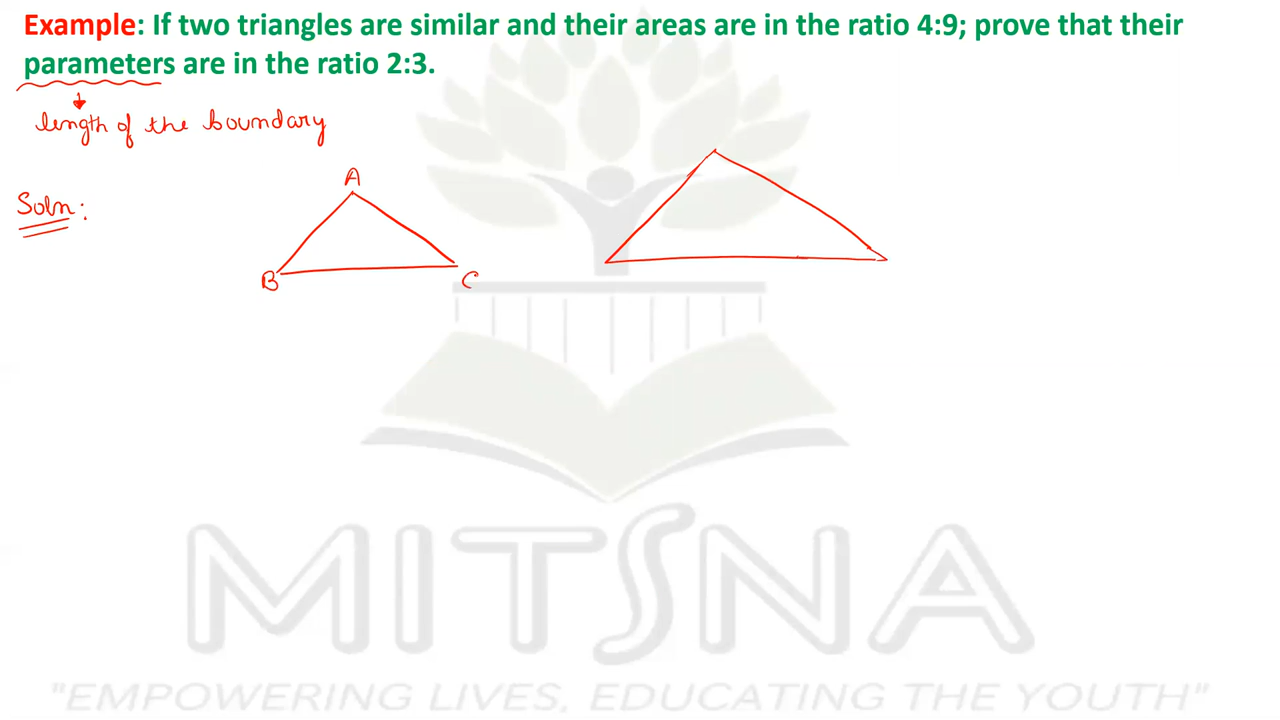 Example: If two triangles are similar and their areas are in the ratio 4:9; prove that their
parameters are in the ratio 2:3.
length of the boundary
Soln:
A
B
C
MITSNA
"EMPOWERING LIVES, EDUCATING THE YOUTH"